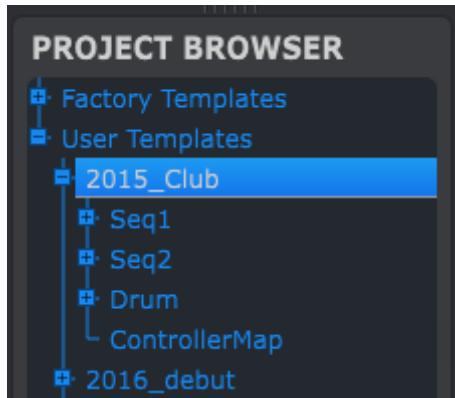 PROJECT BROWSER
Factory Templates
User Templates
2015_Club
Seq1
Seq2
Drum
ControllerMap
2016_debut